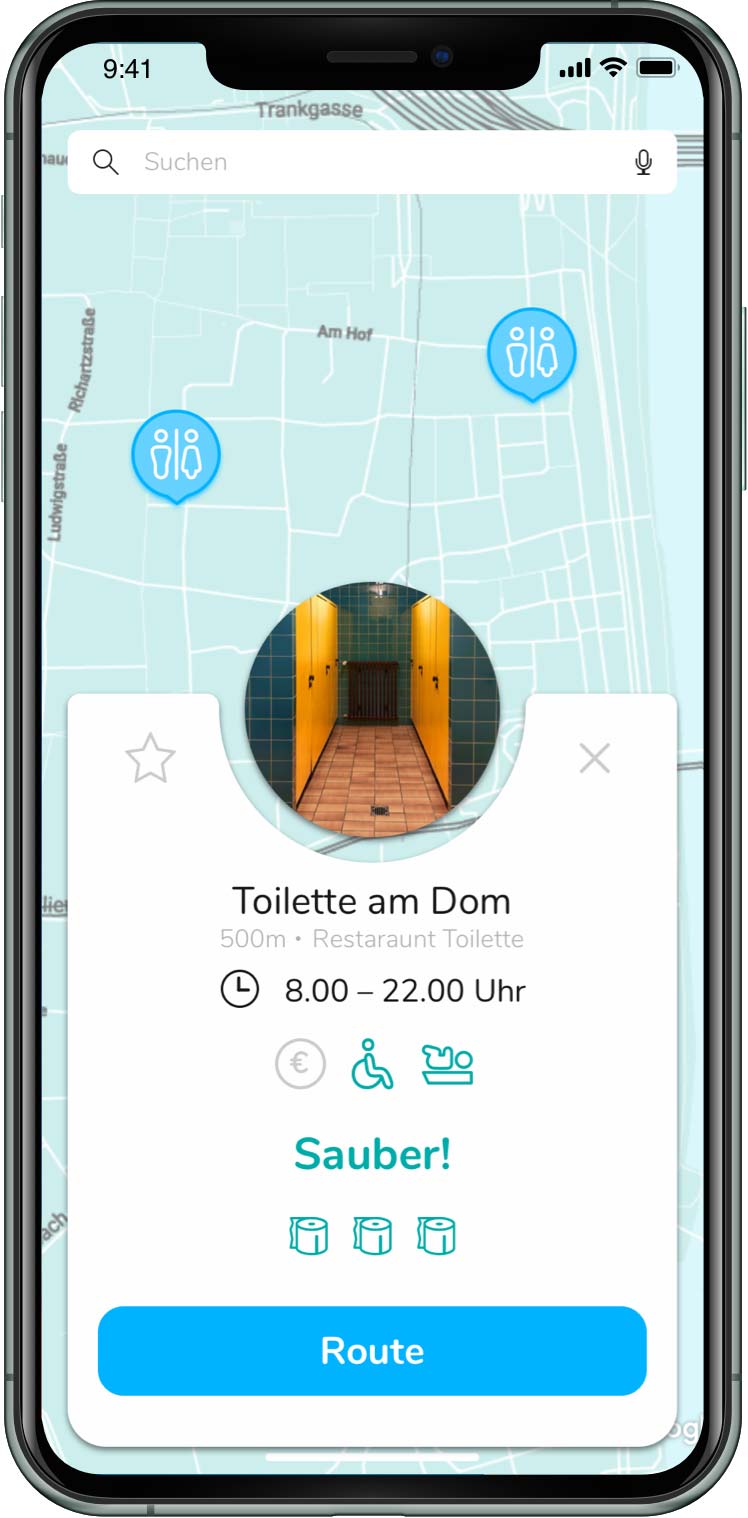 9:41
Trankgasse
Suchen
Am Hof
Richartzstraße
Ludwigstraße
Toilette am Dom
500m • Restaraunt Toilette
8.00 – 22.00 Uhr
€
Sauber!
Route